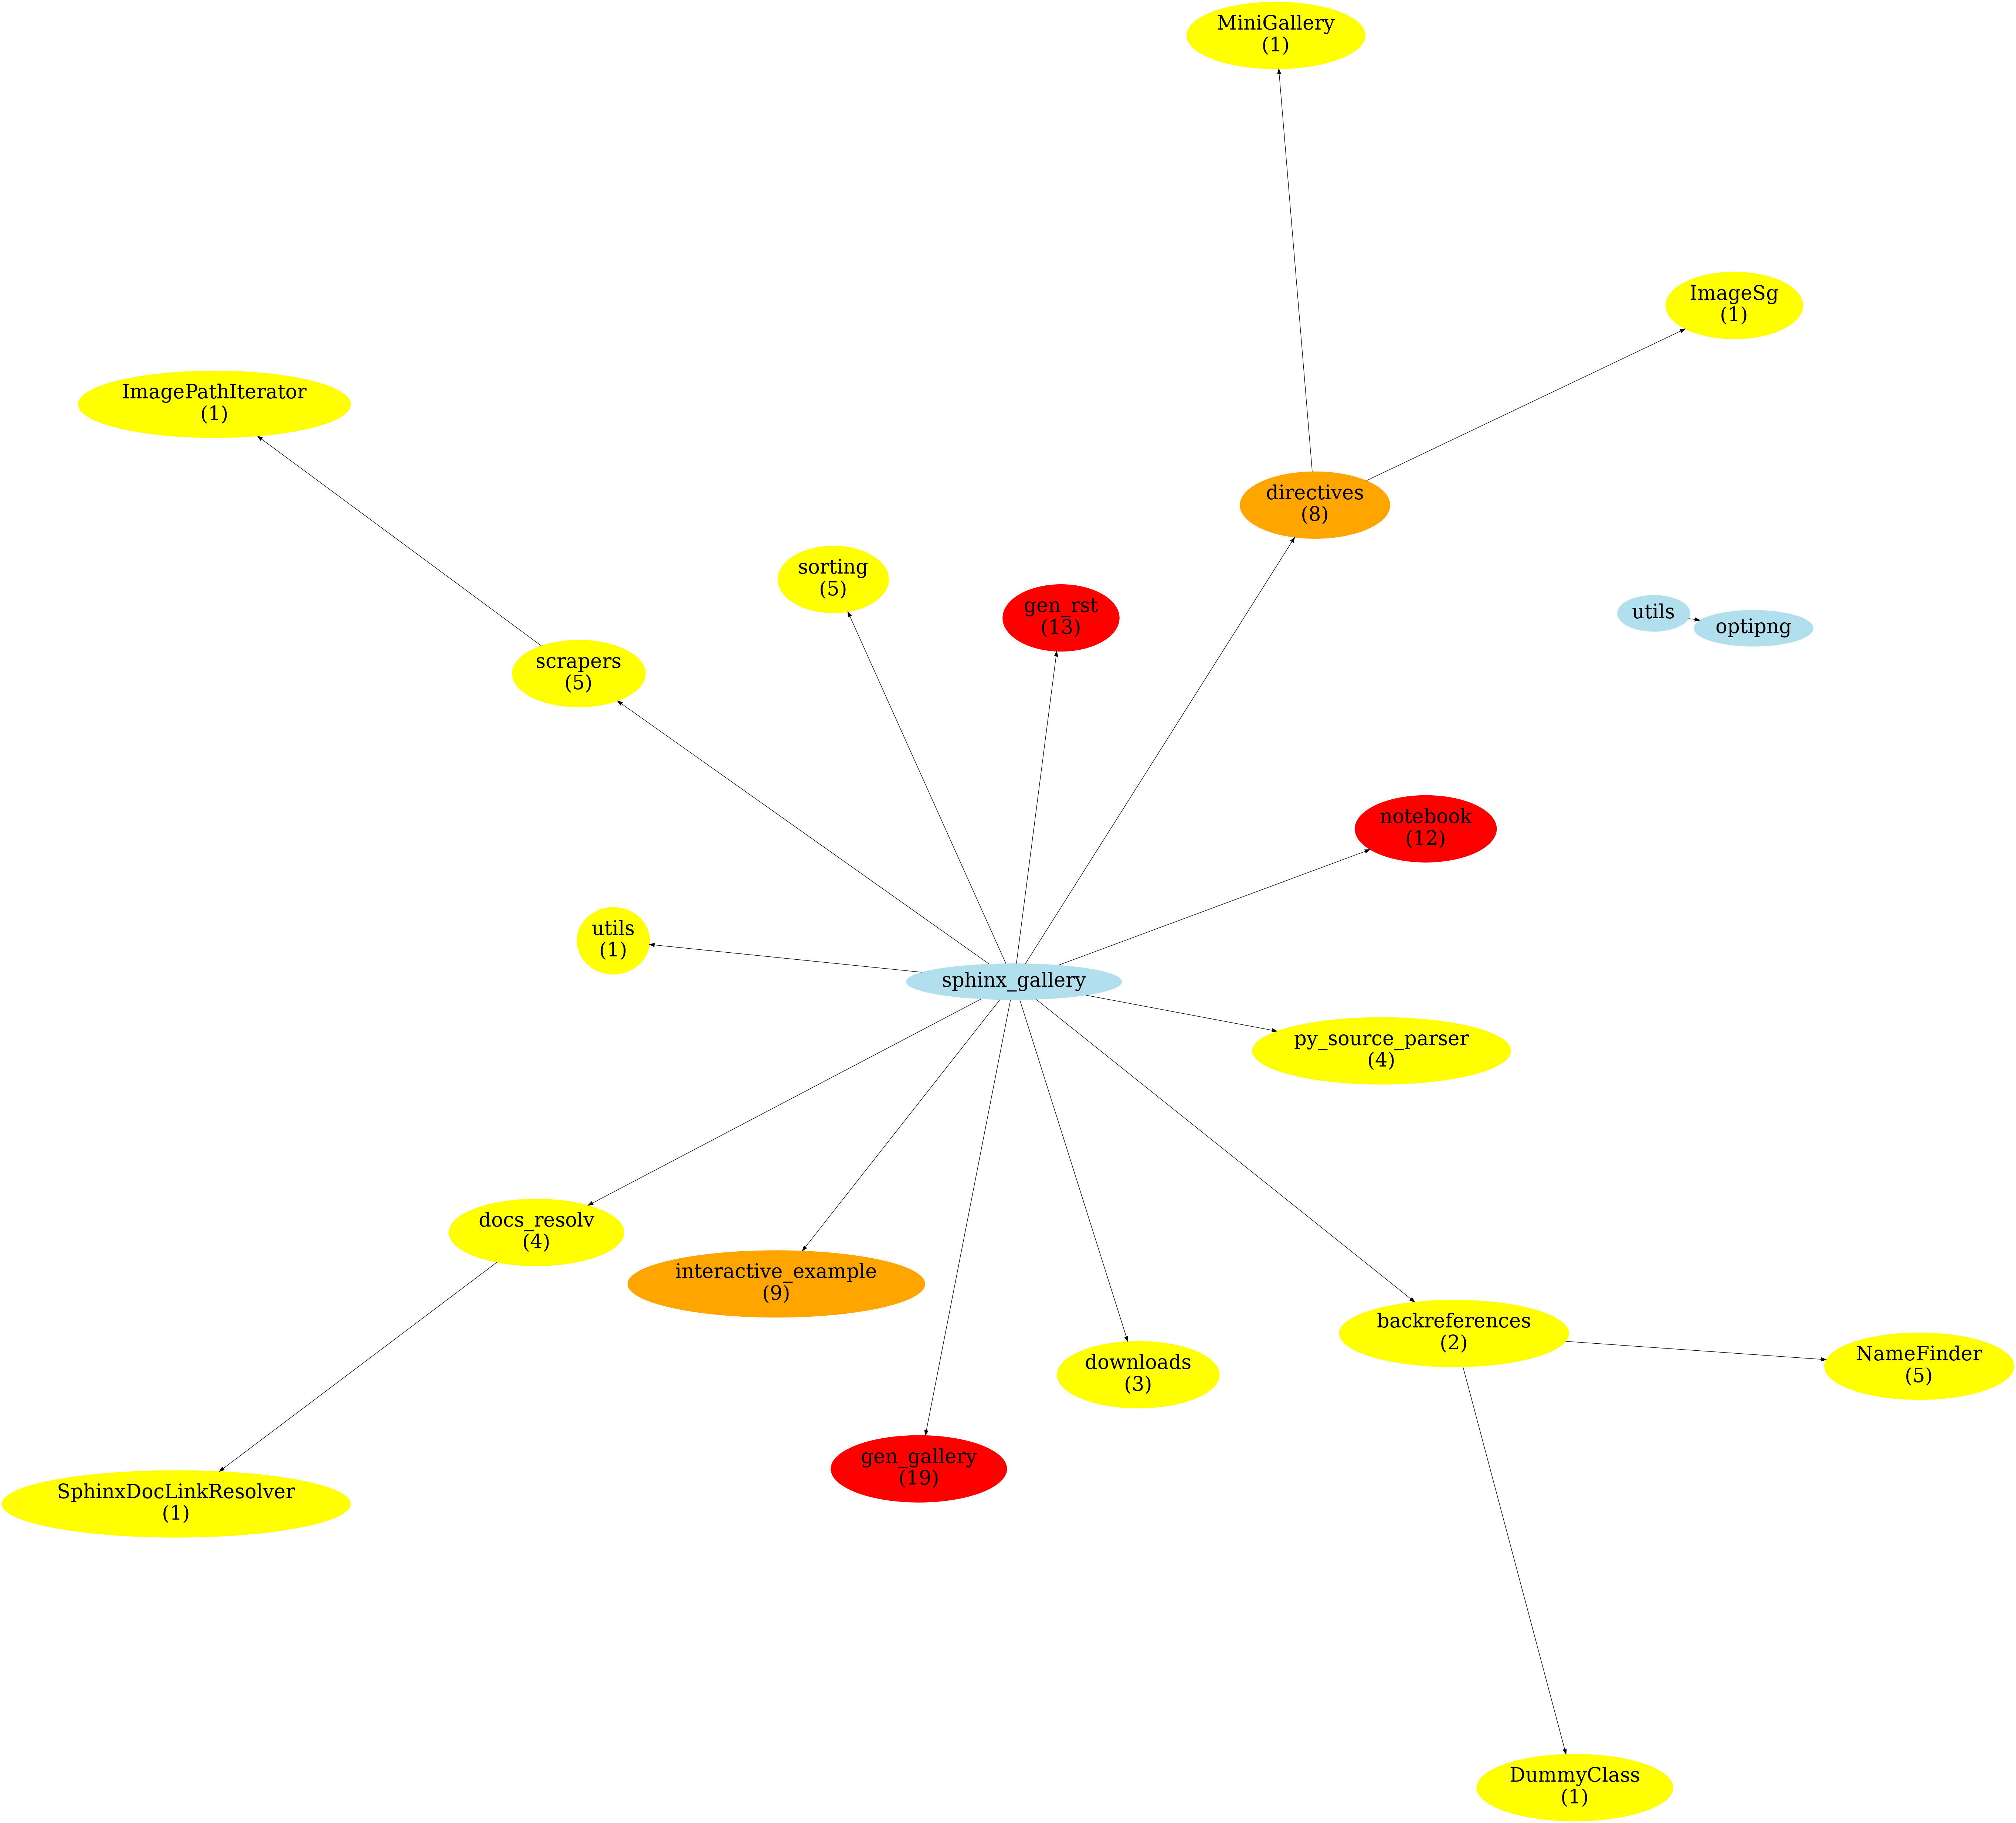 MiniGallery
(1)
ImageSg
(1)
ImagePathIterator
(1)
directives
(8)
sorting
(5)
gen_rst
(13)
utils
optipng
scrapers
(5)
notebook
(12)
utils
(1)
sphinx_gallery
py_source_parser
(4)
docs_resolv
(4)
interactive_example
(9)
backreferences
(2)
downloads
(3)
NameFinder
(5)
gen_gallery
(19)
SphinxDocLinkResolver
(1)
DummyClass
(1)